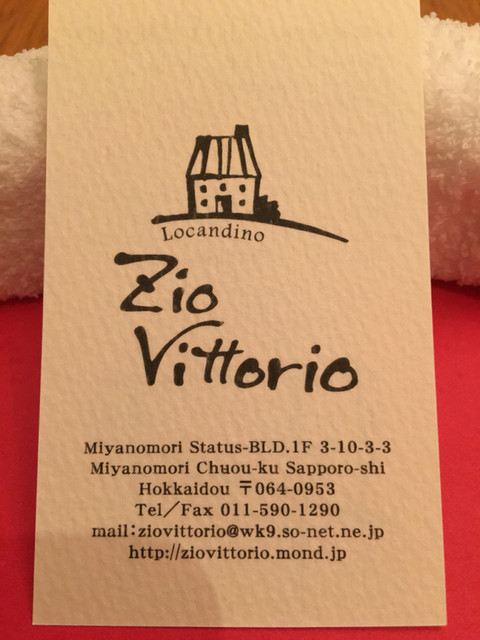 Locandino
Zio
Vittorio
Miyanomori Status-BLD.1F 3-10-3-3
Miyanomori Chuou-ku Sapporo-shi
Hokkaidou 〒064-0953
Tel／Fax 011-590-1290
mail:ziovittorio@wk9.so-net.ne.jp
http://ziovittorio.mond.jp